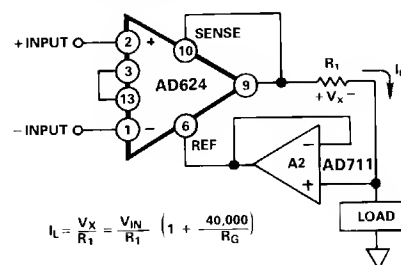 SENSE
+INPUT
2
+
10
3
AD624
9
R1
IL
+ VX −
13
−INPUT
1
−
6
REF
−
A2
AD711
+
LOAD
IL = VX/R1 = VIN/R1 (1 + 40,000/RG)